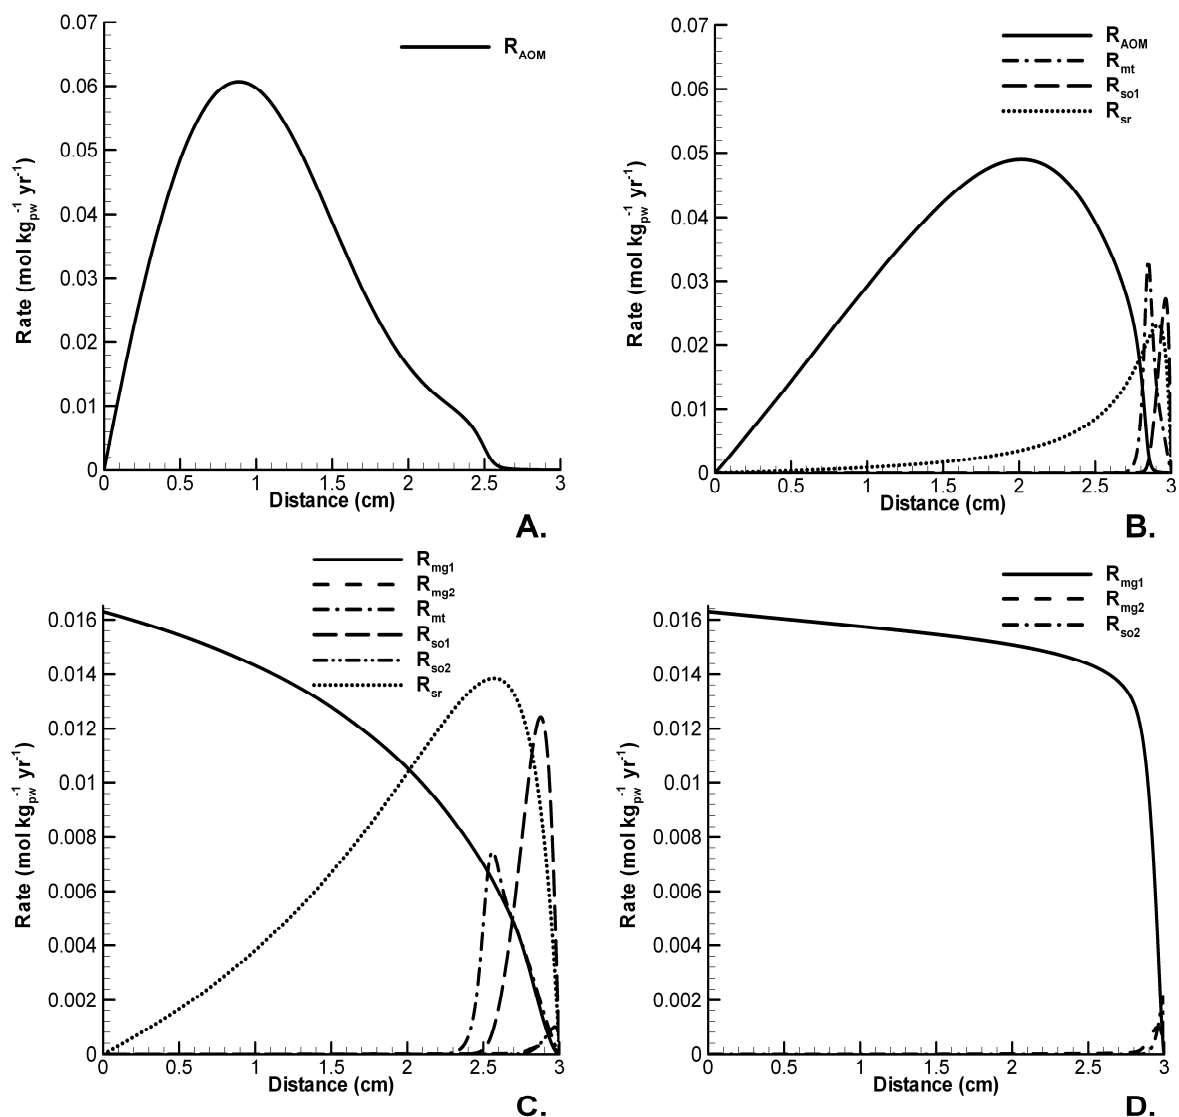 0.07
0.06
0.05
0.04
0.03
0.02
0.01
0
Rate (mol kg_pw^-1 yr^-1)
R_AOM
0 0.5 1 1.5 2 2.5 3
Distance (cm)
A.
0.07
0.06
0.05
0.04
0.03
0.02
0.01
0
Rate (mol kg_pw^-1 yr^-1)
R_AOM
R_mt
R_so1
R_sr
0 0.5 1 1.5 2 2.5 3
Distance (cm)
B.
R_mg1
R_mg2
R_mt
R_so1
R_so2
R_sr
0.016
0.014
0.012
0.01
0.008
0.006
0.004
0.002
0
Rate (mol kg_pw^-1 yr^-1)
0 0.5 1 1.5 2 2.5 3
Distance (cm)
C.
R_mg1
R_mg2
R_so2
0.016
0.014
0.012
0.01
0.008
0.006
0.004
0.002
0
Rate (mol kg_pw^-1 yr^-1)
0 0.5 1 1.5 2 2.5 3
Distance (cm)
D.